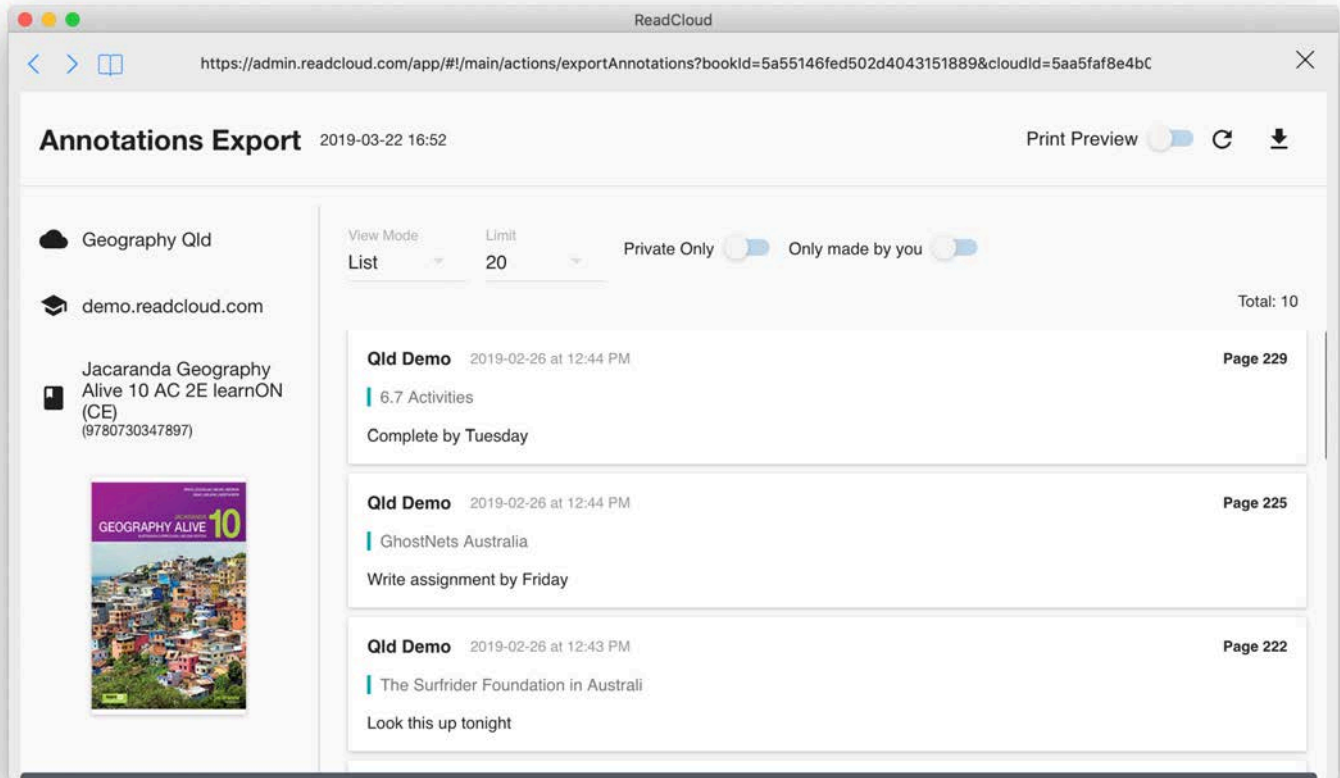 ReadCloud
https://admin.readcloud.com/app/#!/main/actions/exportAnnotations?bookId=5a55146fed502d4043151889&cloudId=5aa5faf8e4b0
Annotations Export 2019-03-22 16:52
Print Preview
Geography Qld
demo.readcloud.com
Jacaranda Geography
Alive 10 AC 2E learnON
(CE)
(9780730347897)
JACARANDA
GEOGRAPHY ALIVE 10
View Mode
List
Limit
20
Private Only
Only made by you
Total: 10
Qld Demo 2019-02-26 at 12:44 PM Page 229
6.7 Activities
Complete by Tuesday
Qld Demo 2019-02-26 at 12:44 PM Page 225
GhostNets Australia
Write assignment by Friday
Qld Demo 2019-02-26 at 12:43 PM Page 222
The Surfrider Foundation in Australi
Look this up tonight